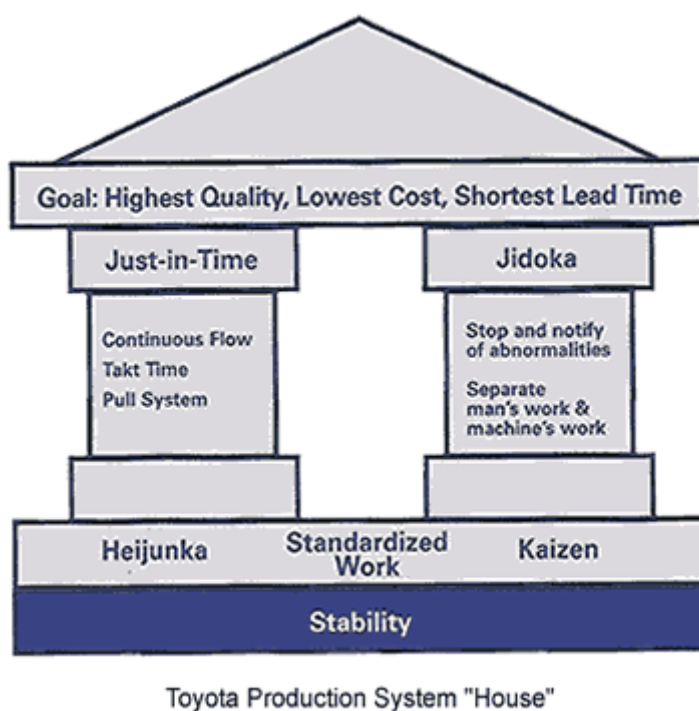 Goal: Highest Quality, Lowest Cost, Shortest Lead Time
Just-in-Time
Continuous Flow
Takt Time
Pull System
Jidoka
Stop and notify
of abnormalities
Separate
man's work &
machine's work
Heijunka
Standardized
Work
Kaizen
Stability
Toyota Production System "House"